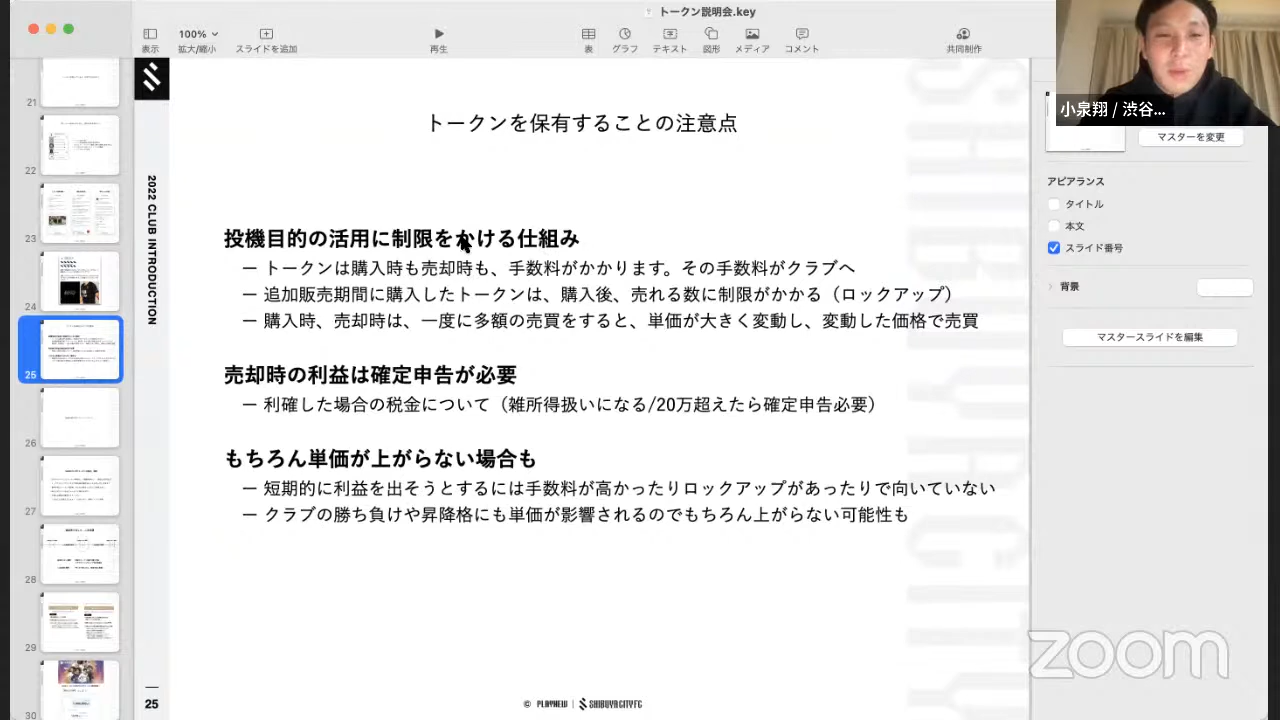 トークン説明会.key
表示
100%
拡大/縮小
スライドを追加
再生
表
グラフ
テキスト
図形
メディア
コメント
共同制作
小泉翔 / 渋谷...
21
22
23
24
25
26
27
28
29
30
2022 CLUB INTRODUCTION
トークンを保有することの注意点
投機目的の活用に制限をかける仕組み
ー トークンは購入時も売却時も、手数料がかかります。その手数料がクラブへ
ー 追加販売期間に購入したトークンは、購入後、売れる数に制限がかかる（ロックアップ）
ー 購入時、売却時は、一度に多額の売買をすると、単価が大きく変動し、変動した価格で売買
売却時の利益は確定申告が必要
ー 利確した場合の税金について（雑所得扱いになる/20万超えたら確定申告必要）
もちろん単価が上がらない場合も
ー 短期的に利益を出そうとするには手数料が高かったりロックアップがあったりで向いていない
ー クラブの勝ち負けや昇降格にも単価が影響されるのでもちろん上がらない可能性も
25
© PLAYNEW | SHIBUYACITYFC
マスターを変更
アピアランス
タイトル
本文
スライド番号
背景
マスタースライドを編集
zoom